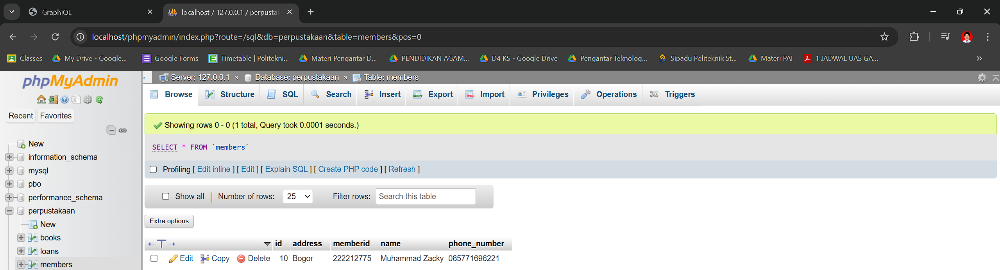 GraphiQL
localhost / 127.0.0.1 / perpustak
localhost/phpmyadmin/index.php?route=/sql&db=perpustakaan&table=members&pos=0
Classes My Drive - Google... Google Forms Timetable | Politekni... Materi Pengantar D... PENDIDIKAN AGAM... D4 KS - Google Drive Pengantar Teknolog... Sipadu Politeknik St... Materi PAI 1 JADWAL UAS GA...
phpMyAdmin
Recent Favorites
New
information_schema
mysql
pbo
performance_schema
perpustakaan
New
books
loans
members
Server: 127.0.0.1 » Database: perpustakaan » Table: members
Browse Structure SQL Search Insert Export Import Privileges Operations Triggers
Showing rows 0 - 0 (1 total, Query took 0.0001 seconds.)
SELECT * FROM `members`
Profiling [ Edit inline ] [ Edit ] [ Explain SQL ] [ Create PHP code ] [ Refresh ]
Show all Number of rows: 25 Filter rows: Search this table
Extra options
id address memberid name phone_number
Edit Copy Delete 10 Bogor 222212775 Muhammad Zacky 085771696221